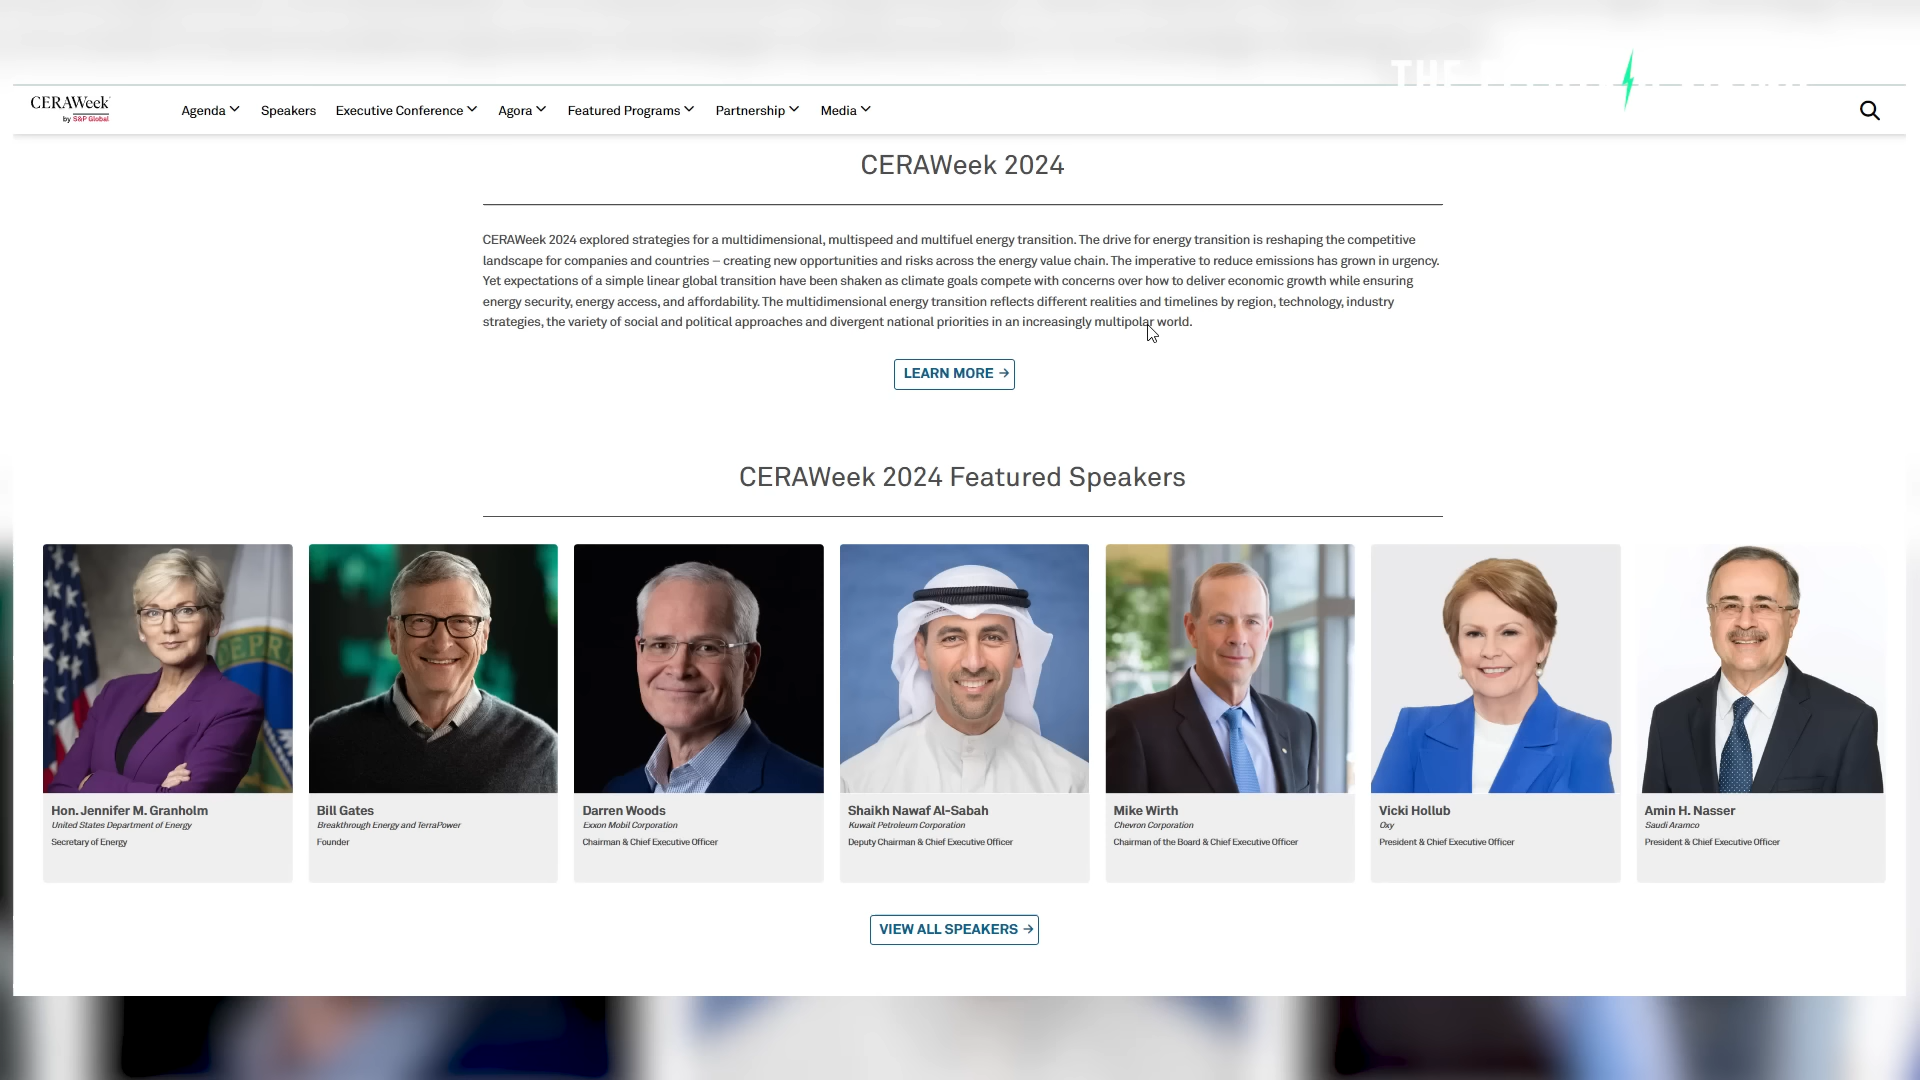 THE
CERAWeek
by S&P Global
Agenda
Speakers
Executive Conference
Agora
Featured Programs
Partnership
Media
CERAWeek 2024
CERAWeek 2024 explored strategies for a multidimensional, multispeed and multifuel energy transition. The drive for energy transition is reshaping the competitive
landscape for companies and countries – creating new opportunities and risks across the energy value chain. The imperative to reduce emissions has grown in urgency.
Yet expectations of a simple linear global transition have been shaken as climate goals compete with concerns over how to deliver economic growth while ensuring
energy security, energy access, and affordability. The multidimensional energy transition reflects different realities and timelines by region, technology, industry
strategies, the variety of social and political approaches and divergent national priorities in an increasingly multipolar world.
LEARN MORE →
CERAWeek 2024 Featured Speakers
DEPR
Hon. Jennifer M. Granholm
United States Department of Energy
Secretary of Energy
Bill Gates
Breakthrough Energy and TerraPower
Founder
Darren Woods
Exxon Mobil Corporation
Chairman & Chief Executive Officer
Shaikh Nawaf Al-Sabah
Kuwait Petroleum Corporation
Deputy Chairman & Chief Executive Officer
Mike Wirth
Chevron Corporation
Chairman of the Board & Chief Executive Officer
Vicki Hollub
Oxy
President & Chief Executive Officer
Amin H. Nasser
Saudi Aramco
President & Chief Executive Officer
VIEW ALL SPEAKERS →